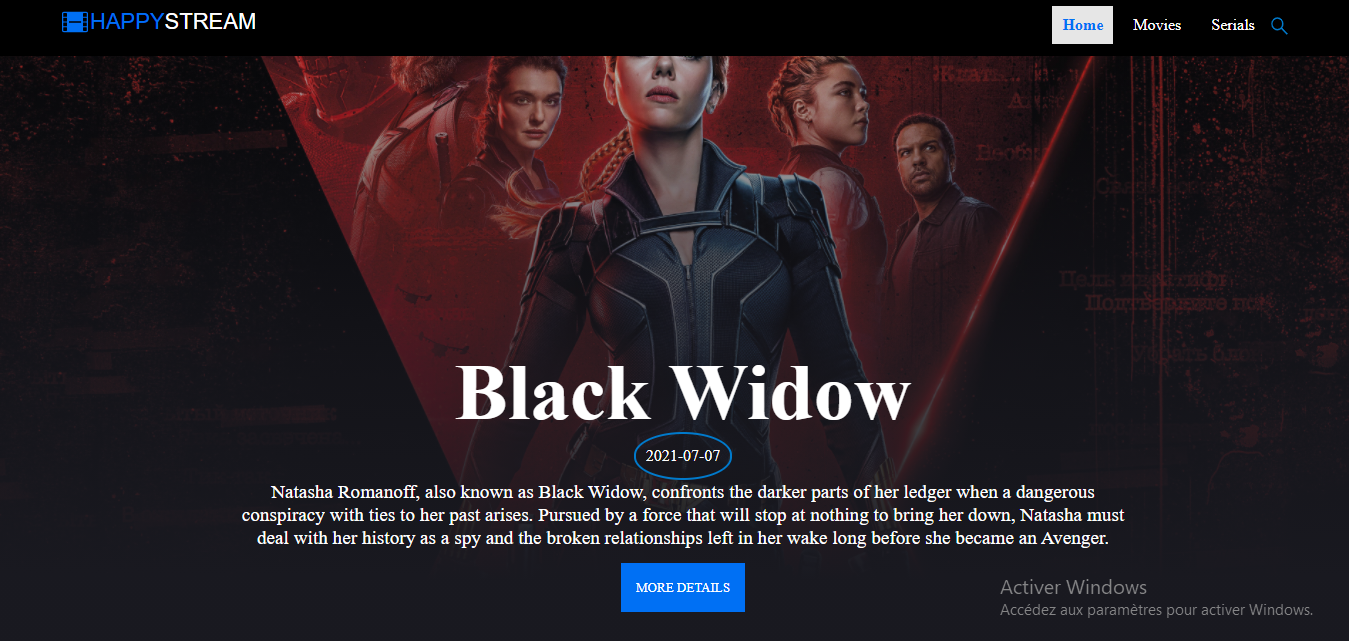 HAPPYSTREAM
Home Movies Serials
Black Widow
2021-07-07
Natasha Romanoff, also known as Black Widow, confronts the darker parts of her ledger when a dangerous
conspiracy with ties to her past arises. Pursued by a force that will stop at nothing to bring her down, Natasha must
deal with her history as a spy and the broken relationships left in her wake long before she became an Avenger.
MORE DETAILS
Activer Windows
Accédez aux paramètres pour activer Windows.